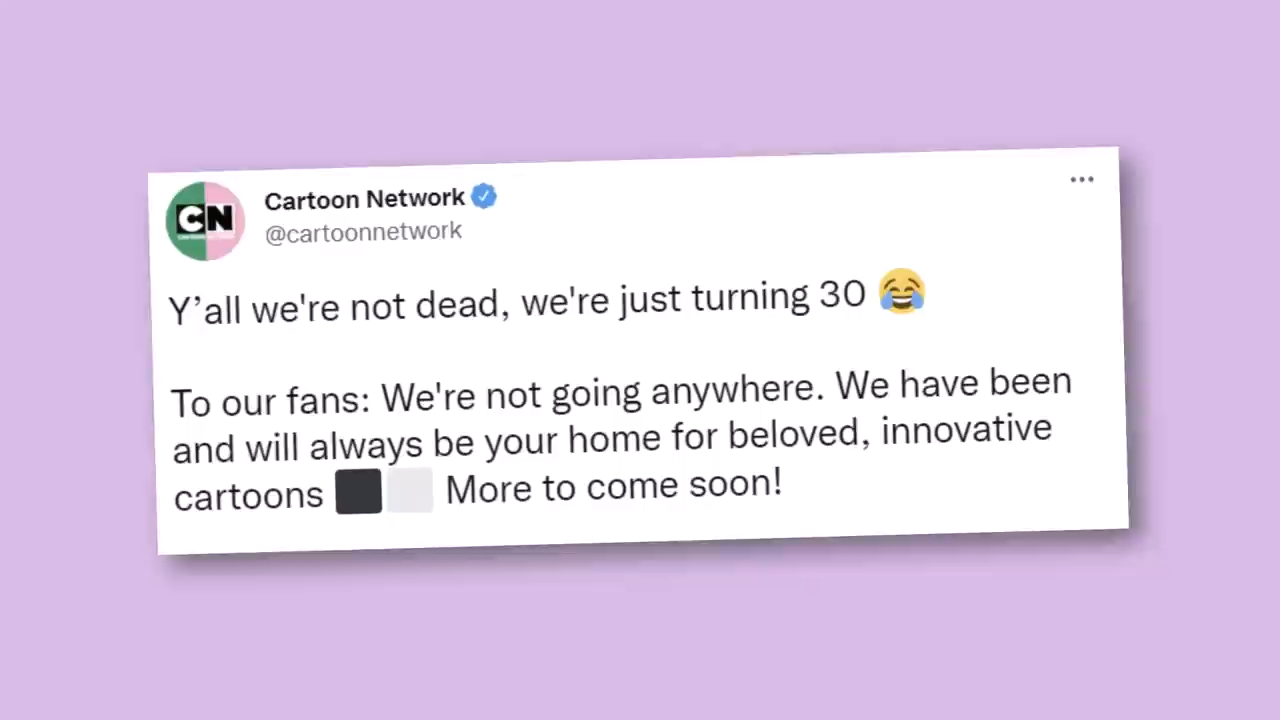 CN
Cartoon Network
@cartoonnetwork
Y’all we're not dead, we're just turning 30 😂
To our fans: We're not going anywhere. We have been
and will always be your home for beloved, innovative
cartoons ⬛⬜ More to come soon!